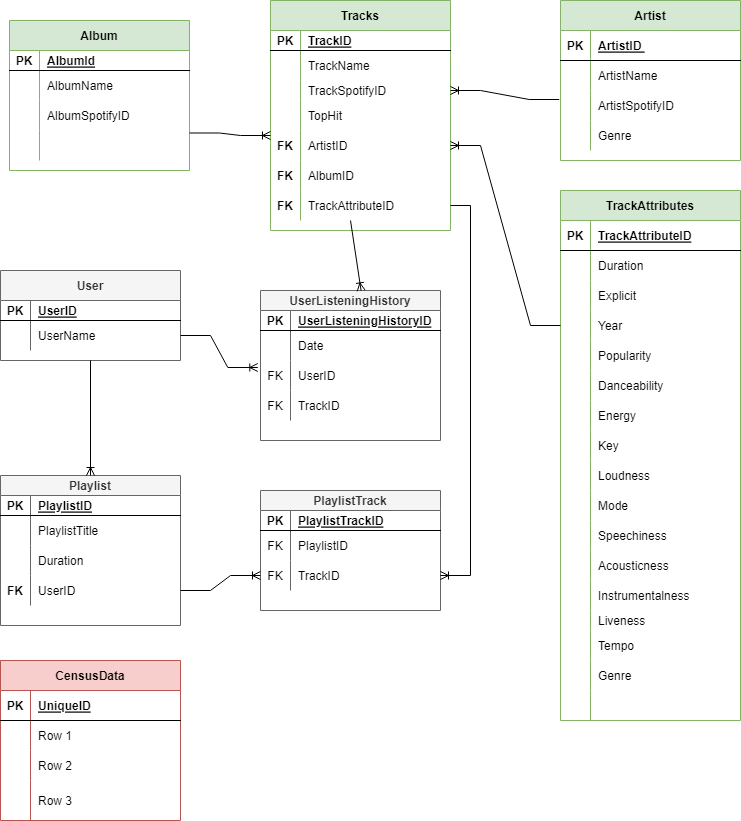 Album
PK AlbumId
AlbumName
AlbumSpotifyID
Tracks
PK TrackID
TrackName
TrackSpotifyID
TopHit
FK ArtistID
FK AlbumID
FK TrackAttributeID
Artist
PK ArtistID
ArtistName
ArtistSpotifyID
Genre
TrackAttributes
PK TrackAttributeID
Duration
Explicit
Year
Popularity
Danceability
Energy
Key
Loudness
Mode
Speechiness
Acousticness
Instrumentalness
Liveness
Tempo
Genre
User
PK UserID
UserName
UserListeningHistory
PK UserListeningHistoryID
Date
FK UserID
FK TrackID
Playlist
PK PlaylistID
PlaylistTitle
Duration
FK UserID
PlaylistTrack
PK PlaylistTrackID
FK PlaylistID
FK TrackID
CensusData
PK UniqueID
Row 1
Row 2
Row 3